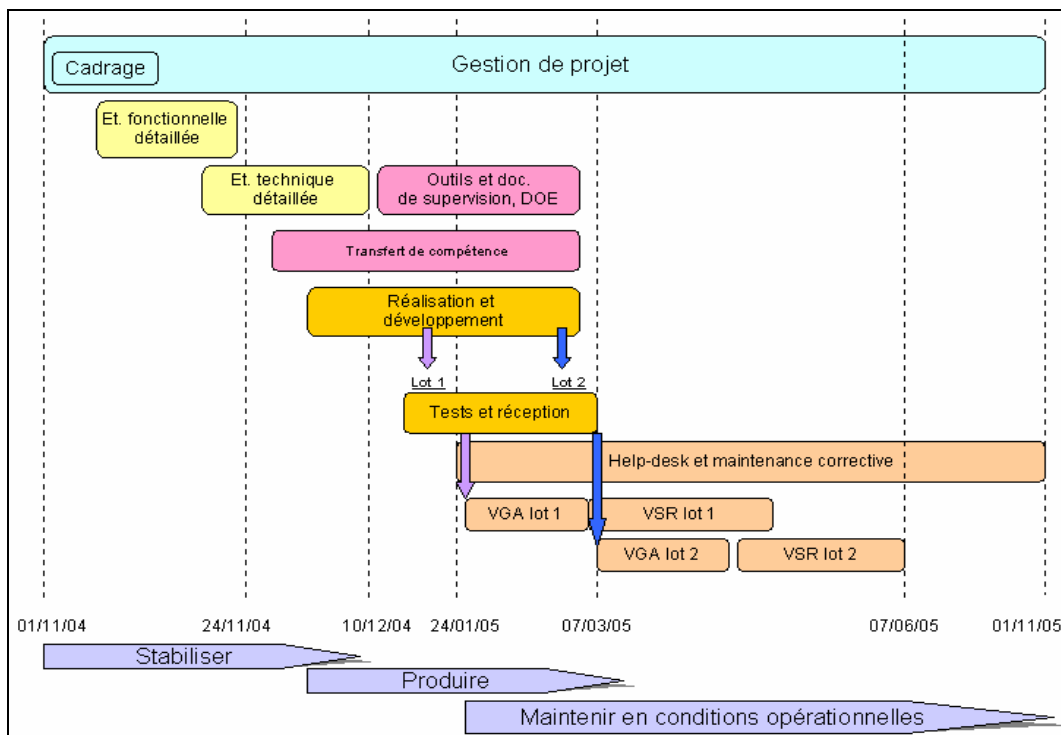 Gestion de projet
Cadrage
Et. fonctionnelle
détaillée
Et. technique
détaillée
Outils et doc.
de supervision, DOE
Transfert de compétence
Réalisation et
développement
Lot 1
Lot 2
Tests et réception
Help-desk et maintenance corrective
VGA lot 1
VSR lot 1
VGA lot 2
VSR lot 2
01/11/04
24/11/04
10/12/04
24/01/05
07/03/05
07/06/05
01/11/05
Stabiliser
Produire
Maintenir en conditions opérationnelles